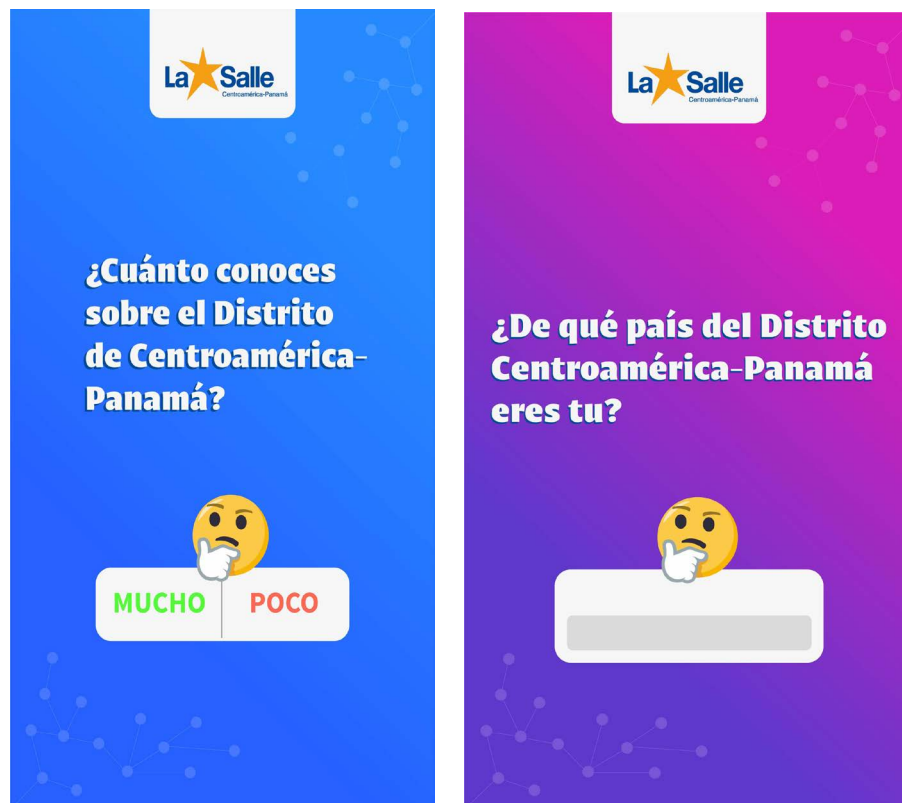 La Salle
Centroamérica-Panamá
¿Cuánto conoces
sobre el Distrito
de Centroamérica-
Panamá?
MUCHO POCO
La Salle
Centroamérica-Panamá
¿De qué país del Distrito
Centroamérica-Panamá
eres tu?